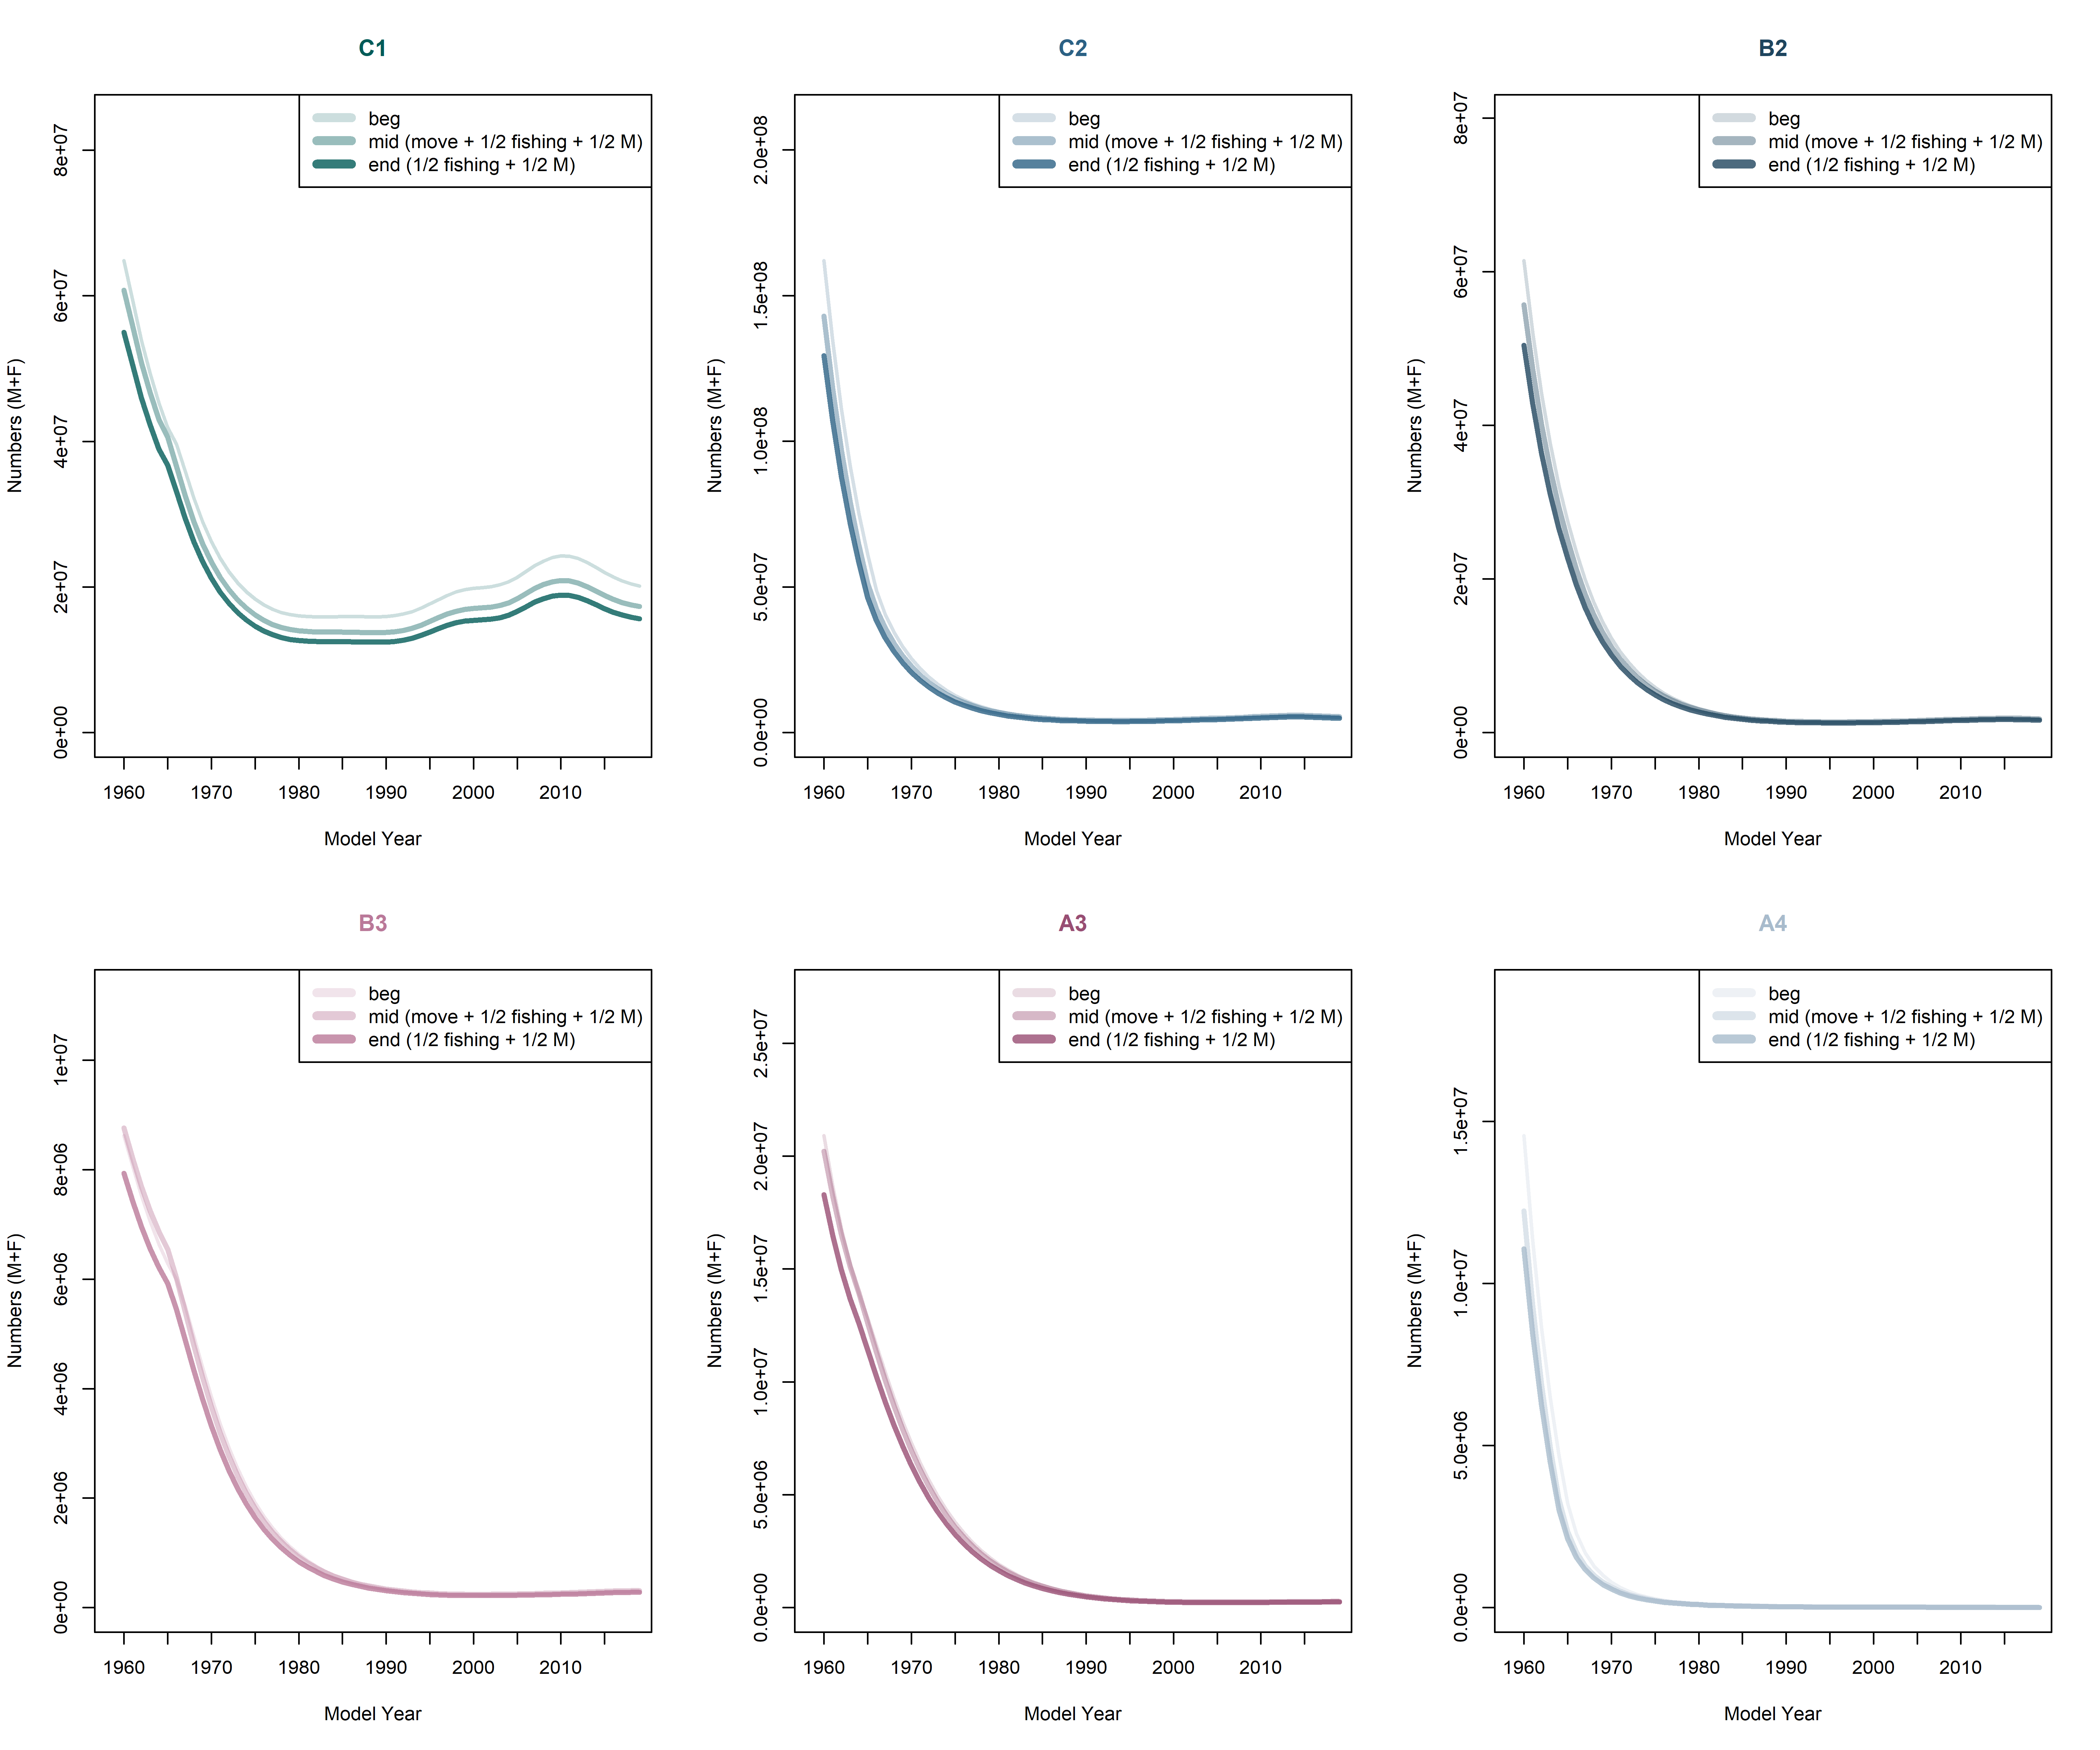 C1
beg
mid (move + 1/2 fishing + 1/2 M)
end (1/2 fishing + 1/2 M)
Numbers (M+F)
0e+00
2e+07
4e+07
6e+07
8e+07
1960
1970
1980
1990
2000
2010
Model Year
C2
beg
mid (move + 1/2 fishing + 1/2 M)
end (1/2 fishing + 1/2 M)
Numbers (M+F)
0.0e+00
5.0e+07
1.0e+08
1.5e+08
2.0e+08
1960
1970
1980
1990
2000
2010
Model Year
B2
beg
mid (move + 1/2 fishing + 1/2 M)
end (1/2 fishing + 1/2 M)
Numbers (M+F)
0e+00
2e+07
4e+07
6e+07
8e+07
1960
1970
1980
1990
2000
2010
Model Year
B3
beg
mid (move + 1/2 fishing + 1/2 M)
end (1/2 fishing + 1/2 M)
Numbers (M+F)
0e+00
2e+06
4e+06
6e+06
8e+06
1e+07
1960
1970
1980
1990
2000
2010
Model Year
A3
beg
mid (move + 1/2 fishing + 1/2 M)
end (1/2 fishing + 1/2 M)
Numbers (M+F)
0.0e+00
5.0e+06
1.0e+07
1.5e+07
2.0e+07
2.5e+07
1960
1970
1980
1990
2000
2010
Model Year
A4
beg
mid (move + 1/2 fishing + 1/2 M)
end (1/2 fishing + 1/2 M)
Numbers (M+F)
0.0e+00
5.0e+06
1.0e+07
1.5e+07
1960
1970
1980
1990
2000
2010
Model Year